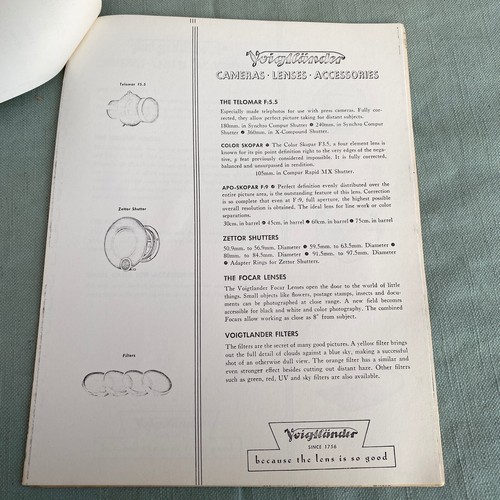 Voigtländer
CAMERAS · LENSES · ACCESSORIES
Telomar F5.5
THE TELOMAR F:5.5
Especially made telephotos for use with press cameras. Fully cor-
rected, they allow perfect picture taking for distant subjects.
180mm. in Synchro Compur Shutter ● 240mm. in Synchro Compur
Shutter ● 360mm. in X-Compound Shutter.
COLOR SKOPAR ● The Color Skopar F3.5, a four element lens is
known for its pin point definition right to the very edges of the nega-
tive, a feat previously considered impossible. It is fully corrected,
balanced and unsurpassed in rendition.
105mm. in Compur Rapid MX Shutter.
APO-SKOPAR F:9 ● Perfect definition evenly distributed over the
entire picture area, is the outstanding feature of this lens. Correction
is so complete that even at F:9, full aperture, the highest possible
overall resolution is obtained. The ideal lens for line work or color
separations.
30cm. in barrel ● 45cm. in barrel ● 60cm. in barrel ● 75cm. in barrel
Zettor Shutter
ZETTOR SHUTTERS
50.9mm. to 56.9mm. Diameter ● 59.5mm. to 63.5mm. Diameter ●
80mm. to 84.5mm. Diameter ● 91.5mm. to 97.5mm. Diameter
● Adapter Rings for Zettor Shutters.
THE FOCAR LENSES
The Voigtlander Focar Lenses open the door to the world of little
things. Small objects like flowers, postage stamps, insects and docu-
ments can be photographed at close range. A new field becomes
accessible for black and white and color photography. The combined
Focars allow working as close as 8" from subject.
Filters
VOIGTLANDER FILTERS
The filters are the secret of many good pictures. A yellow filter brings
out the full detail of clouds against a blue sky, making a successful
shot of an otherwise dull view. The orange filter has a similar and
even stronger effect besides cutting out distant haze. Other filters
such as green, red, UV and sky filters are also available.
Voigtländer
SINCE 1756
because the lens is so good